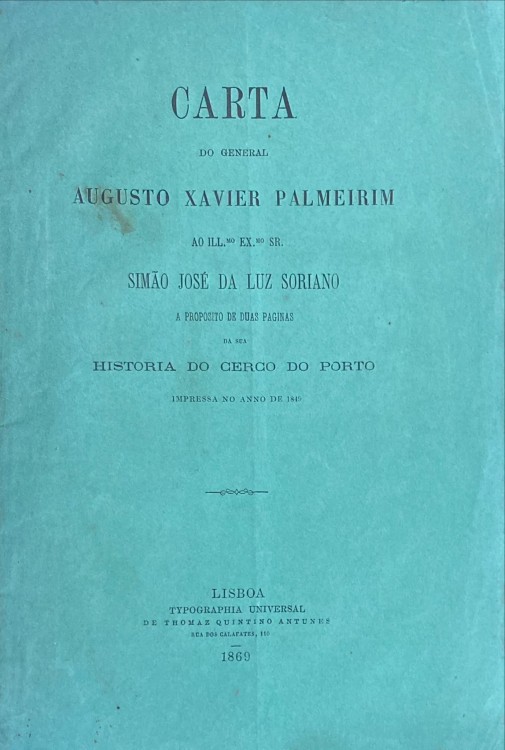 CARTA
DO GENERAL
AUGUSTO XAVIER PALMEIRIM
AO ILL.MO EX.MO SR.
SIMÃO JOSÉ DA LUZ SORIANO
A PROPOSITO DE DUAS PAGINAS
DA SUA
HISTORIA DO CERCO DO PORTO
IMPRESSA NO ANNO DE 1849
LISBOA
TYPOGRAPHIA UNIVERSAL
DE THOMAZ QUINTINO ANTUNES
RUA DOS CALAFATES, 110
1869